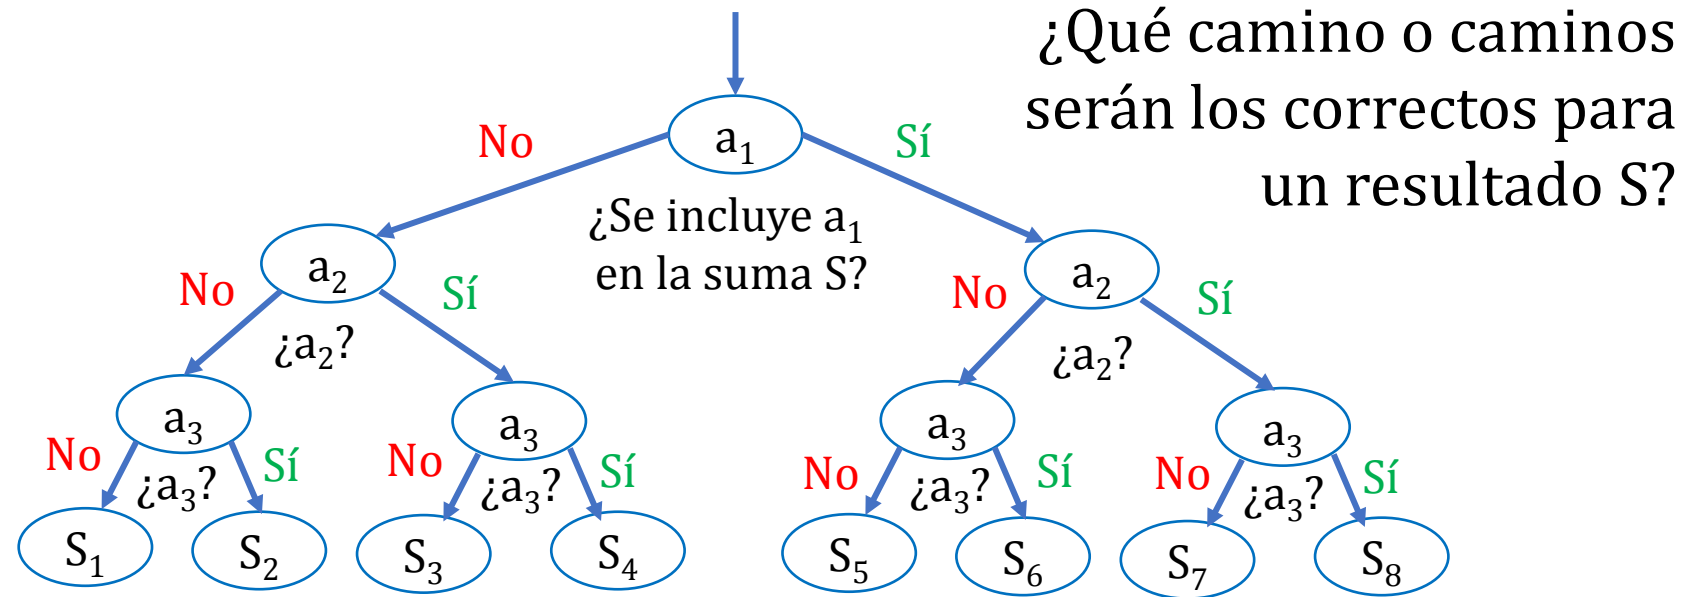 ¿Qué camino o caminos
serán los correctos para
un resultado S?
a₁
No
Sí
¿Se incluye a₁
en la suma S?
a₂
No
Sí
¿a₂?
a₂
No
Sí
¿a₂?
a₃
No
Sí
¿a₃?
a₃
No
Sí
¿a₃?
a₃
No
Sí
¿a₃?
a₃
No
Sí
¿a₃?
S₁
S₂
S₃
S₄
S₅
S₆
S₇
S₈